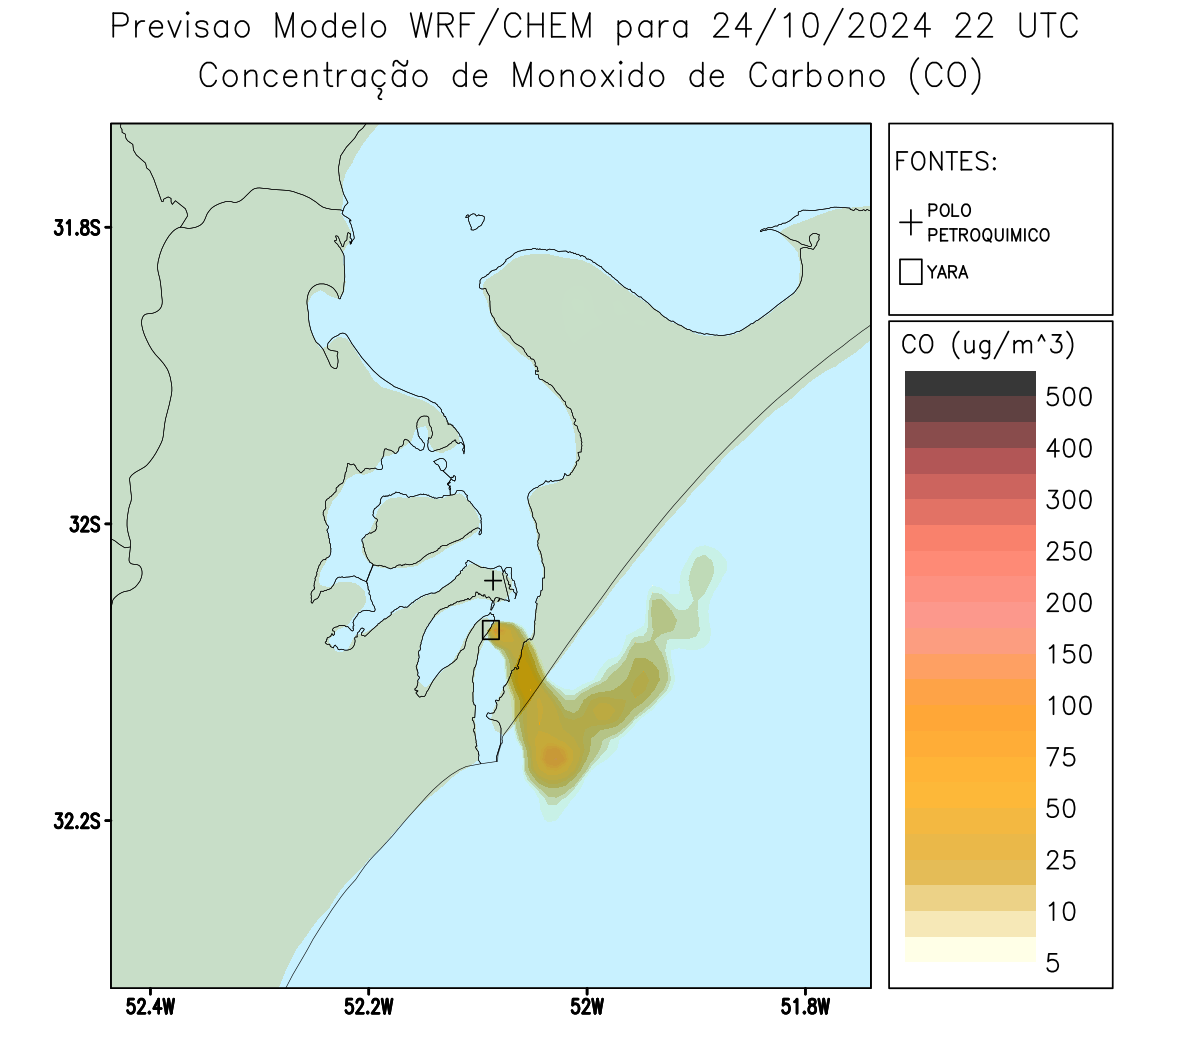 Previsao Modelo WRF/CHEM para 24/10/2024 22 UTC
Concentração de Monoxido de Carbono (CO)
FONTES:
POLO
PETROQUIMICO
YARA
CO (ug/m^3)
500
400
300
250
200
150
100
75
50
25
10
5
31.8S
32S
32.2S
52.4W
52.2W
52W
51.8W